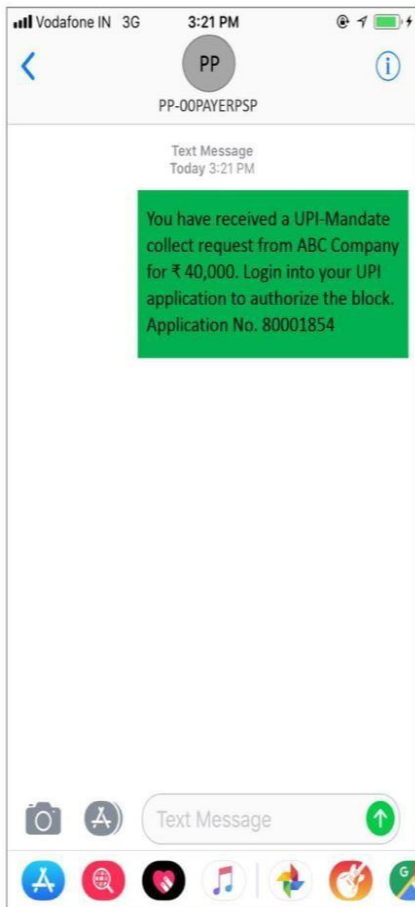 Vodafone IN 3G 3:21 PM
PP
PP-00PAYERPSP
Text Message
Today 3:21 PM
You have received a UPI-Mandate
collect request from ABC Company
for ₹ 40,000. Login into your UPI
application to authorize the block.
Application No. 80001854
Text Message
G